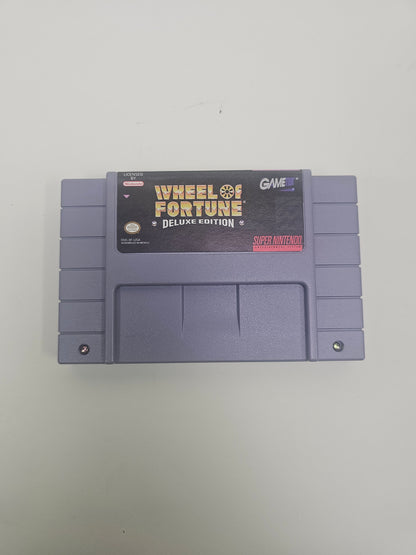 LICENSED
BY
Nintendo
WHEEL OF
FORTUNE
DELUXE EDITION
GAMETEK
SUPER NINTENDO